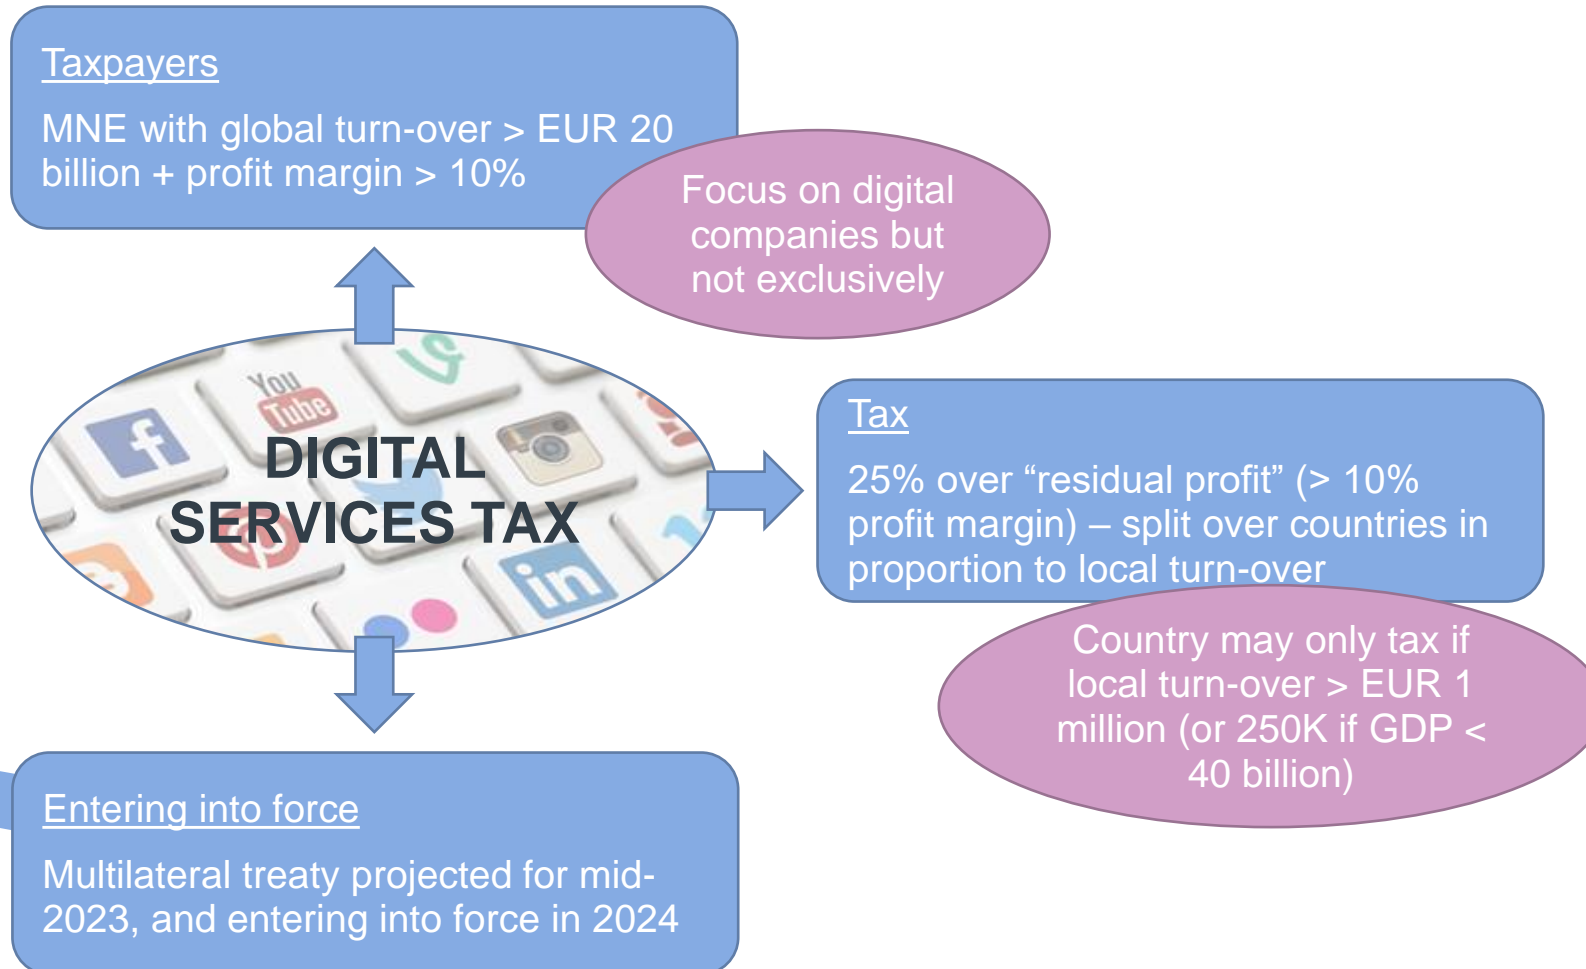 Taxpayers
MNE with global turn-over > EUR 20
billion + profit margin > 10%
Focus on digital
companies but
not exclusively
You
Tube
DIGITAL
SERVICES TAX
in
Tax
25% over “residual profit” (> 10%
profit margin) – split over countries in
proportion to local turn-over
Country may only tax if
local turn-over > EUR 1
million (or 250K if GDP <
40 billion)
Entering into force
Multilateral treaty projected for mid-
2023, and entering into force in 2024